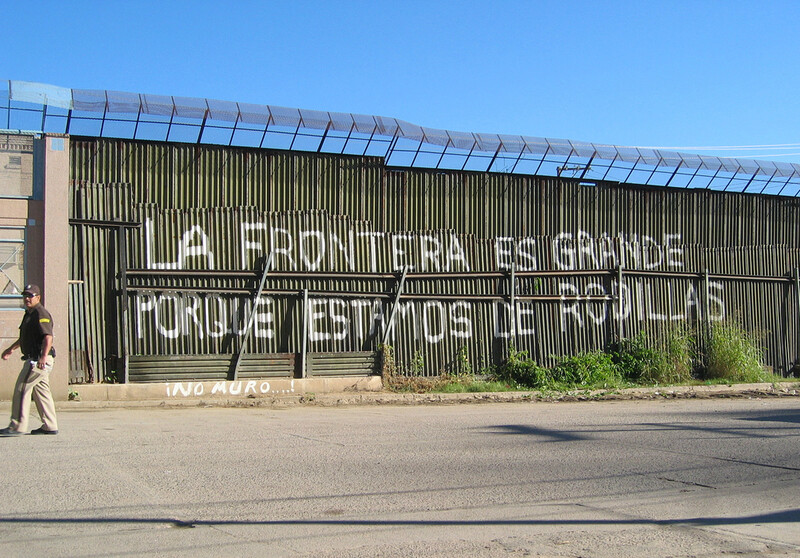 LA FRONTERA ES GRANDE
PORQUE ESTAMOS DE RODILLAS
¡NO MURO....!